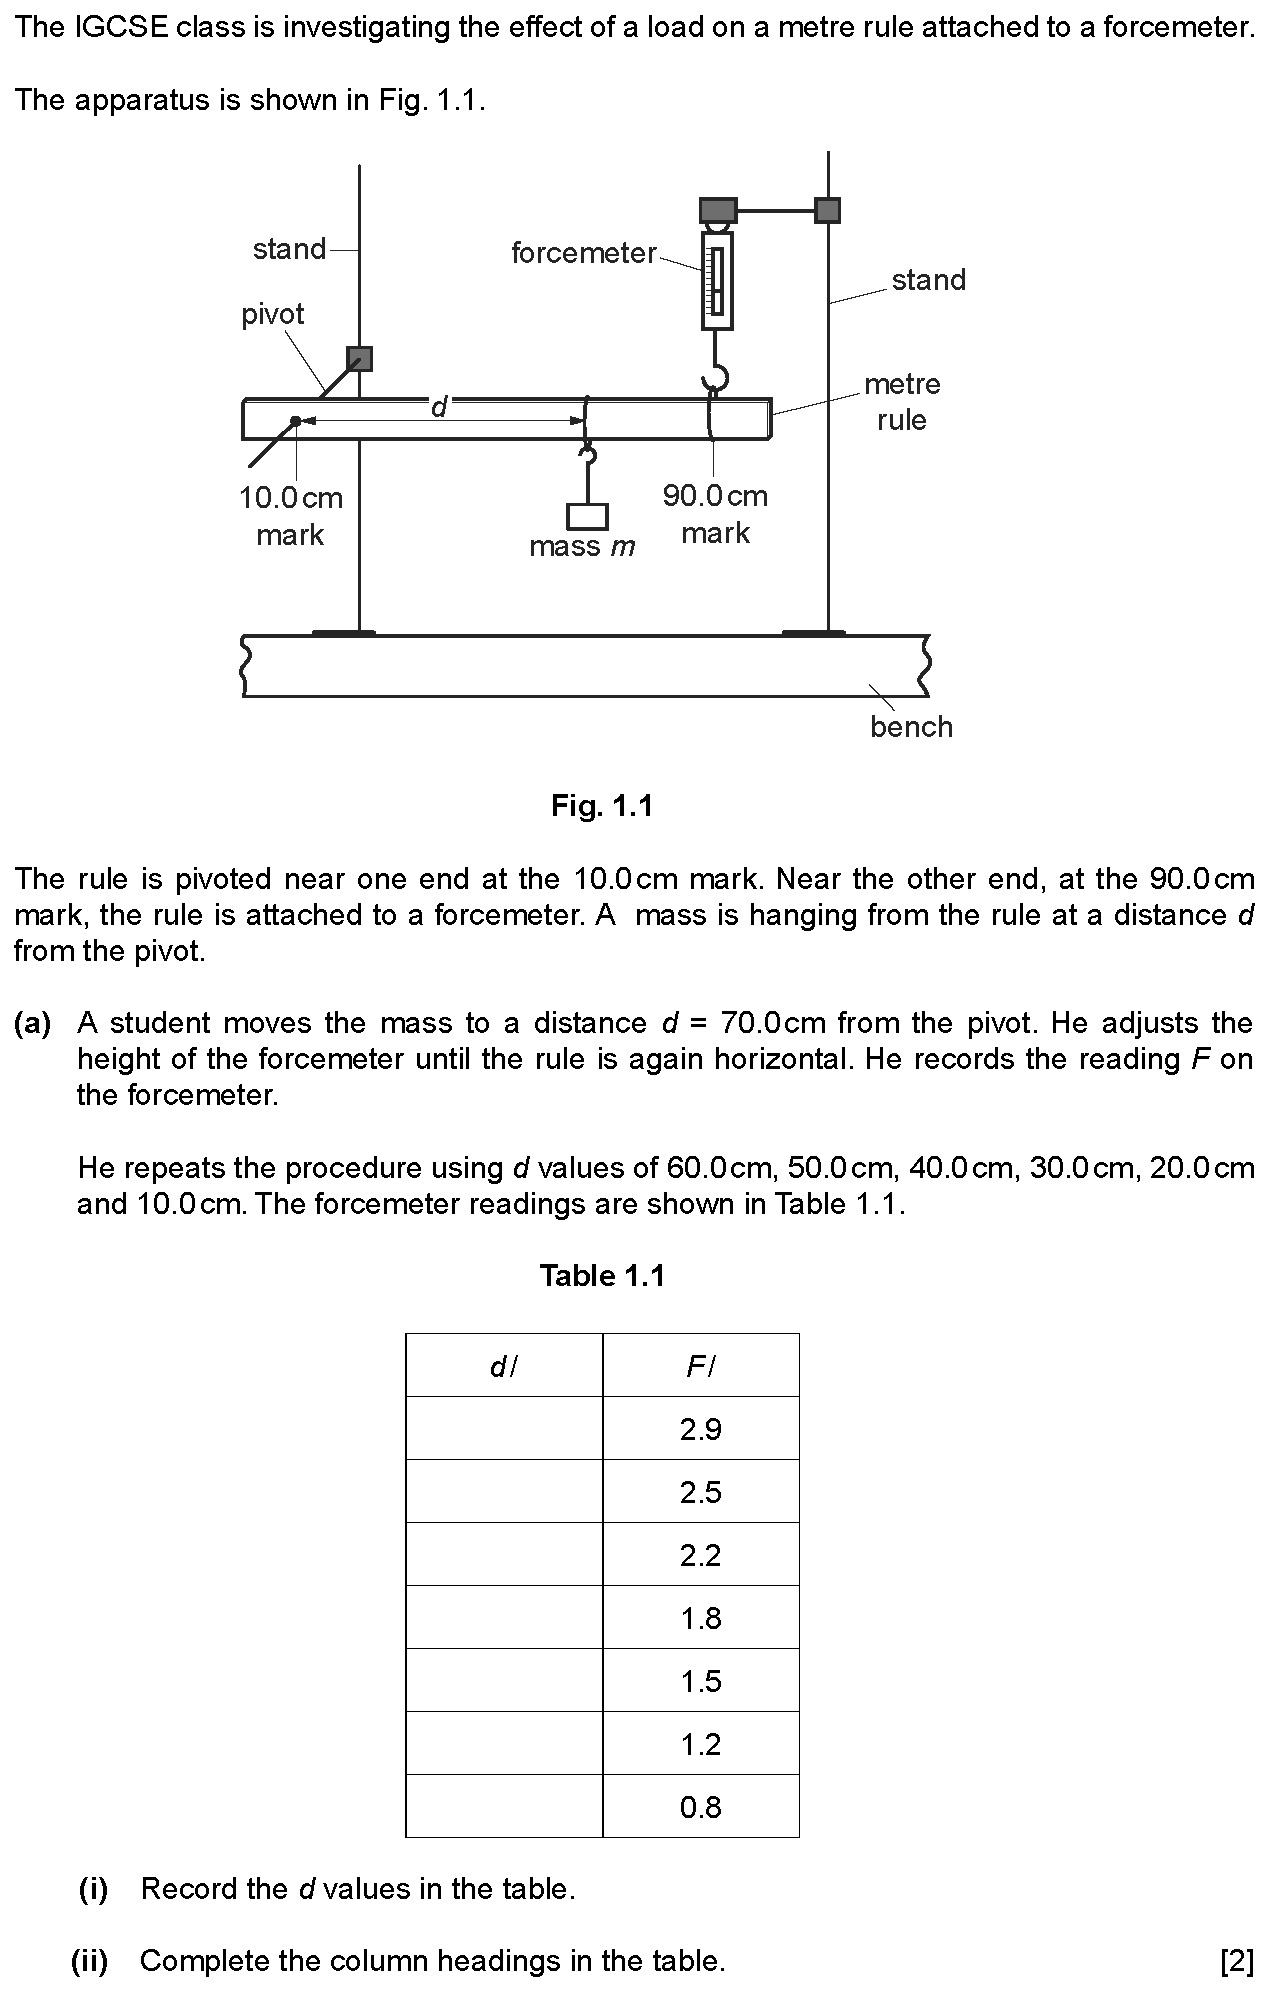 The IGCSE class is investigating the effect of a load on a metre rule attached to a forcemeter.
The apparatus is shown in Fig. 1.1.
stand
forcemeter
stand
pivot
metre
rule
d
10.0 cm
mark
90.0 cm
mark
mass m
bench
Fig. 1.1
The rule is pivoted near one end at the 10.0 cm mark. Near the other end, at the 90.0 cm
mark, the rule is attached to a forcemeter. A mass is hanging from the rule at a distance d
from the pivot.
(a) A student moves the mass to a distance d = 70.0 cm from the pivot. He adjusts the
height of the forcemeter until the rule is again horizontal. He records the reading F on
the forcemeter.
He repeats the procedure using d values of 60.0 cm, 50.0 cm, 40.0 cm, 30.0 cm, 20.0 cm
and 10.0 cm. The forcemeter readings are shown in Table 1.1.
Table 1.1
d/ F/
2.9
2.5
2.2
1.8
1.5
1.2
0.8
(i) Record the d values in the table.
(ii) Complete the column headings in the table. [2]